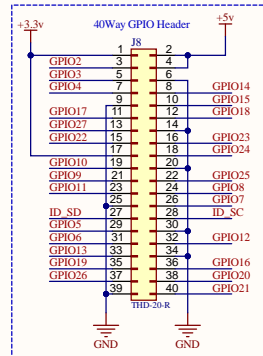 40Way GPIO Header
+3.3v +5v
J8
1 2
GPIO2 3 4
GPIO3 5 6
GPIO4 7 8 GPIO14
9 10 GPIO15
GPIO17 11 12 GPIO18
GPIO27 13 14
GPIO22 15 16 GPIO23
17 18 GPIO24
GPIO10 19 20
GPIO9 21 22 GPIO25
GPIO11 23 24 GPIO8
25 26 GPIO7
ID_SD 27 28 ID_SC
GPIO5 29 30
GPIO6 31 32 GPIO12
GPIO13 33 34
GPIO19 35 36 GPIO16
GPIO26 37 38 GPIO20
39 40 GPIO21
THD-20-R
GND GND